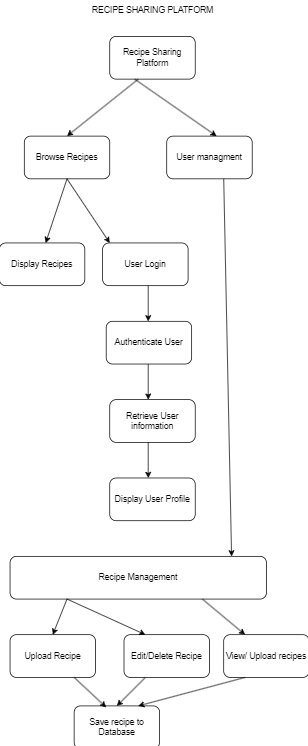 RECIPE SHARING PLATFORM
Recipe Sharing
Platform
Browse Recipes
User managment
Display Recipes
User Login
Authenticate User
Retrieve User
information
Display User Profile
Recipe Management
Upload Recipe
Edit/Delete Recipe
View/ Upload recipes
Save recipe to
Database